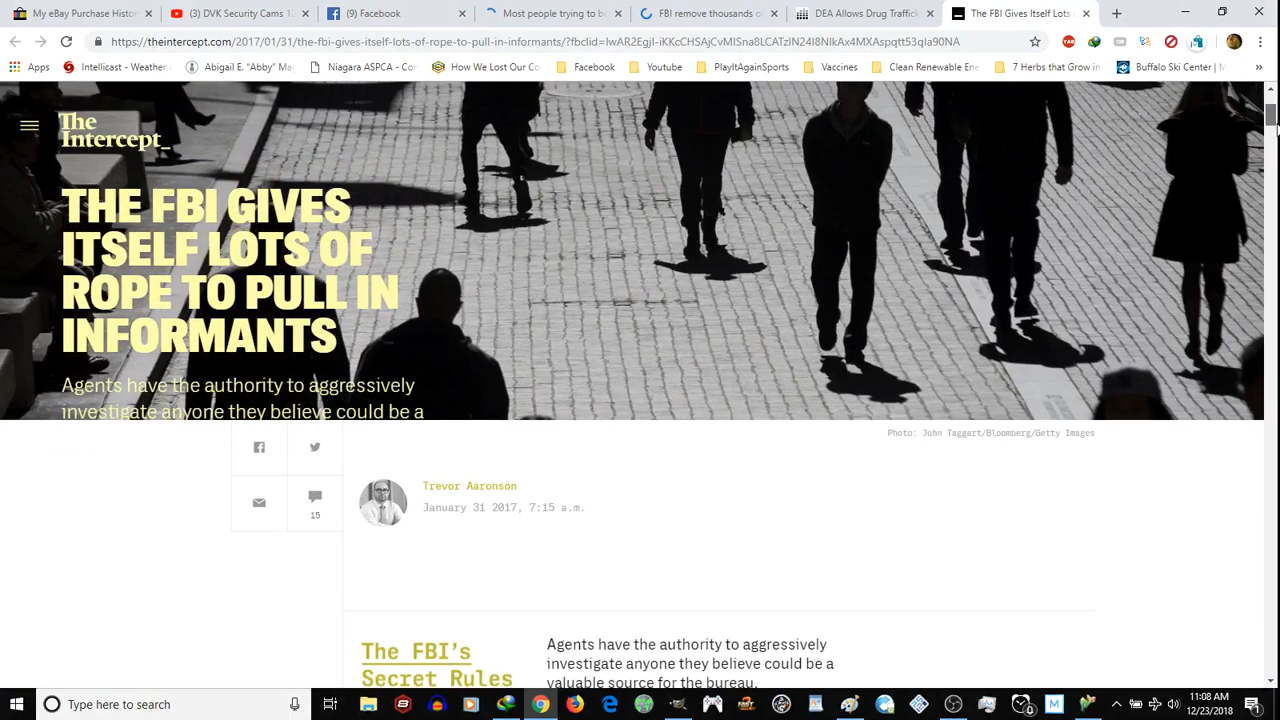 My eBay Purchase Histor
(3) DVK Security Cams 1
(9) Facebook
Most people trying to b
FBI remove thousands of
DEA Allows Drug Traffick
The FBI Gives Itself Lots
https://theintercept.com/2017/01/31/the-fbi-gives-itself-lots-of-rope-to-pull-in-informants/
Apps
Intellicast - Weather
Abigail E. "Abby" Mag
Niagara ASPCA - Con
How We Lost Our Co
Facebook
Youtube
PlayItAgainSports
Vaccines
Clean Renewable Ene
7 Herbs that Grow in
Buffalo Ski Center | M
»
The
Intercept_
THE FBI GIVES
ITSELF LOTS OF
ROPE TO PULL IN
INFORMANTS
Agents have the authority to aggressively
investigate anyone they believe could be a
Photo: John Taggart/Bloomberg/Getty Images
Trevor Aaronson
January 31 2017, 7:15 a.m.
15
The FBI's
Secret Rules
Agents have the authority to aggressively
investigate anyone they believe could be a
valuable source for the bureau.
Type here to search
11:08 AM
12/23/2018